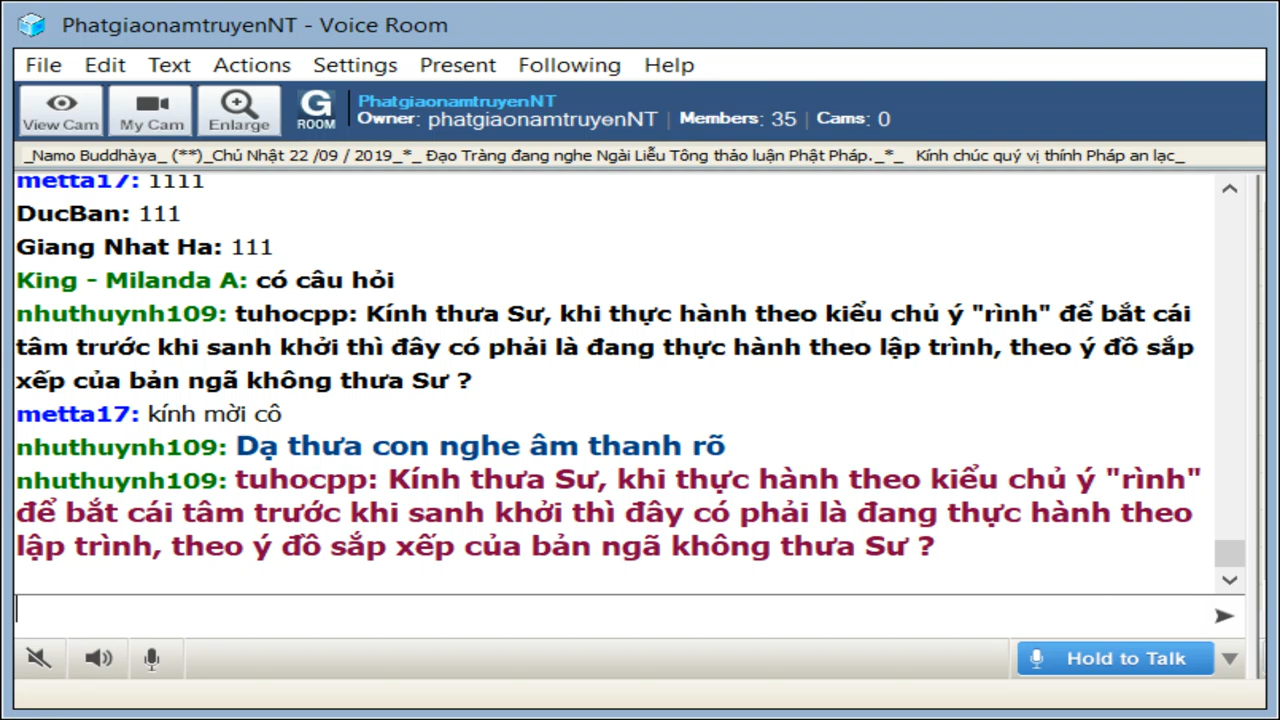 PhatgiaonamtruyenNT - Voice Room
File Edit Text Actions Settings Present Following Help
View Cam My Cam Enlarge G ROOM PhatgiaonamtruyenNT
Owner: phatgiaonamtruyenNT | Members: 35 | Cams: 0
_Namo Buddhàya_ (**)_Chủ Nhật 22 /09 / 2019_*_ Đạo Tràng đang nghe Ngài Liễu Tông thảo luận Phật Pháp._*_ Kính chúc quý vị thính Pháp an lạc_
metta17: 1111
DucBan: 111
Giang Nhat Ha: 111
King - Milanda A: có câu hỏi
nhuthuynh109: tuhocpp: Kính thưa Sư, khi thực hành theo kiểu chủ ý "rình" để bắt cái
tâm trước khi sanh khởi thì đây có phải là đang thực hành theo lập trình, theo ý đồ sắp
xếp của bản ngã không thưa Sư ?
metta17: kính mời cô
nhuthuynh109: Dạ thưa con nghe âm thanh rõ
nhuthuynh109: tuhocpp: Kính thưa Sư, khi thực hành theo kiểu chủ ý "rình"
để bắt cái tâm trước khi sanh khởi thì đây có phải là đang thực hành theo
lập trình, theo ý đồ sắp xếp của bản ngã không thưa Sư ?
Hold to Talk